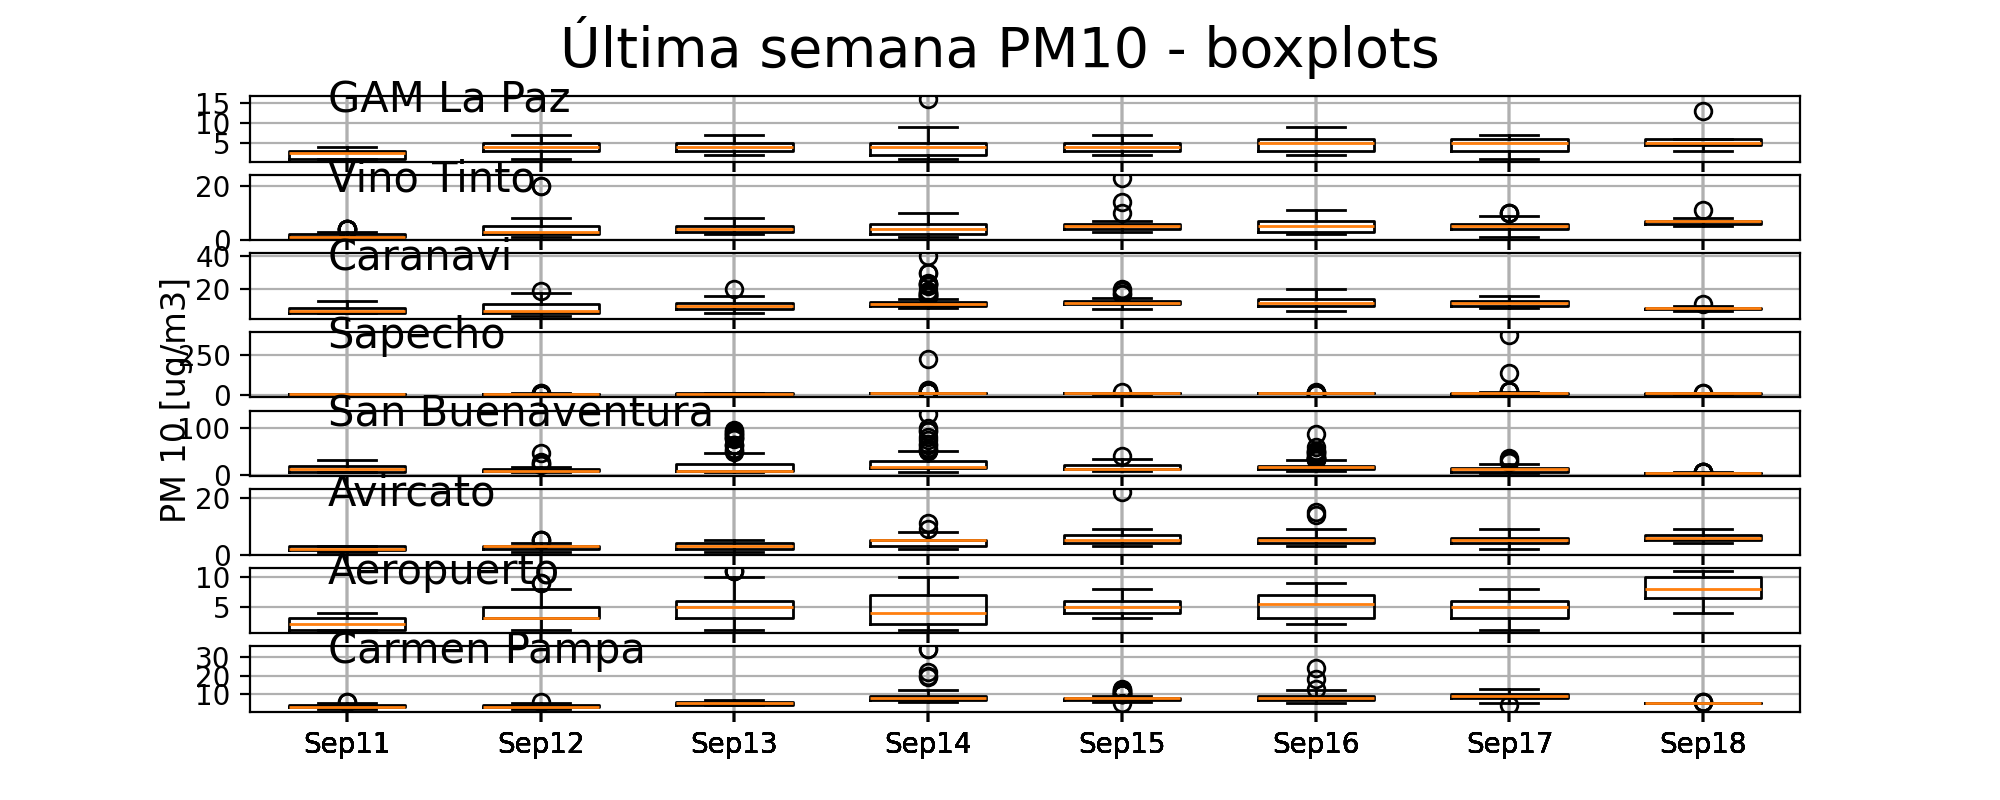 Última semana PM10 - boxplots
PM 10 [ug/m3]
GAM La Paz
15
10
5
Vino Tinto
20
0
Caranavi
40
20
Sapecho
250
0
San Buenaventura
100
0
Avircato
20
0
Aeropuerto
10
5
Carmen Pampa
30
20
10
Sep11 Sep12 Sep13 Sep14 Sep15 Sep16 Sep17 Sep18